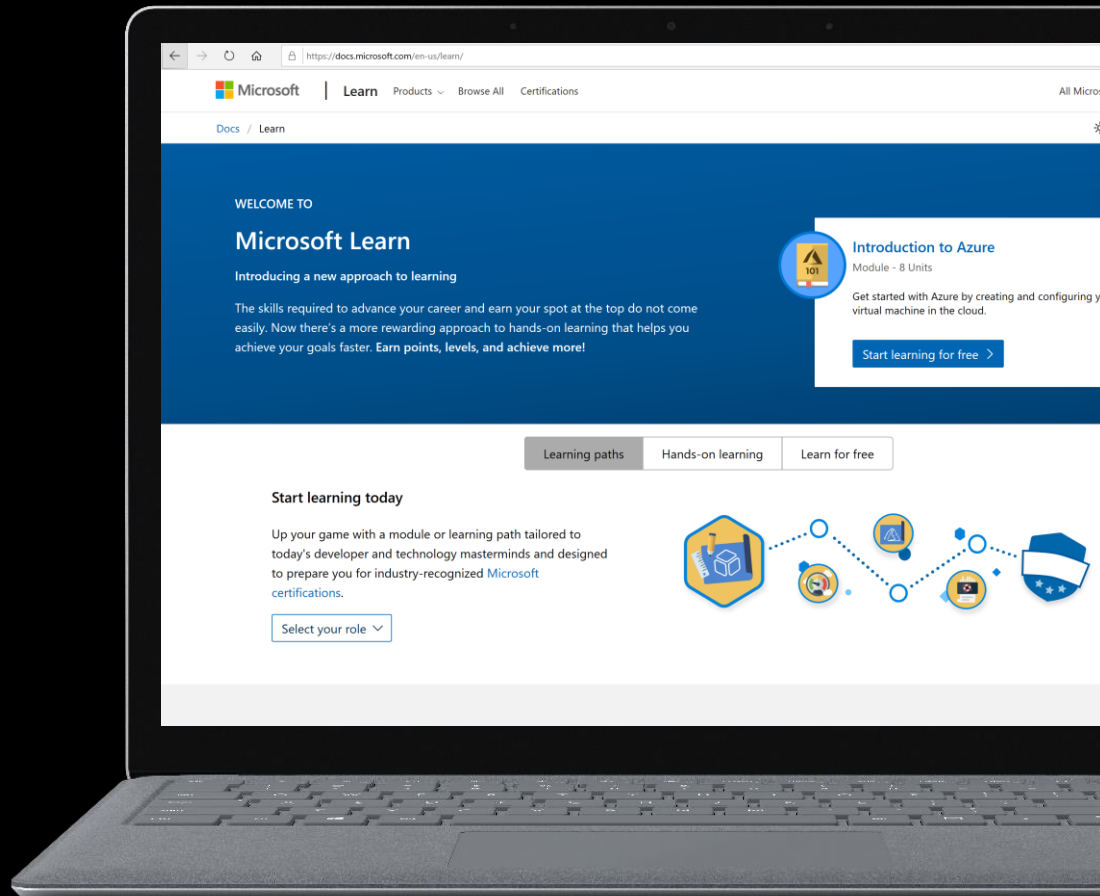 https://docs.microsoft.com/en-us/learn/
Microsoft | Learn Products Browse All Certifications All Micros
Docs / Learn
WELCOME TO
Microsoft Learn
Introducing a new approach to learning
The skills required to advance your career and earn your spot at the top do not come
easily. Now there's a more rewarding approach to hands-on learning that helps you
achieve your goals faster. Earn points, levels, and achieve more!
101
Introduction to Azure
Module - 8 Units
Get started with Azure by creating and configuring y
virtual machine in the cloud.
Start learning for free
Learning paths Hands-on learning Learn for free
Start learning today
Up your game with a module or learning path tailored to
today's developer and technology masterminds and designed
to prepare you for industry-recognized Microsoft
certifications.
Select your role